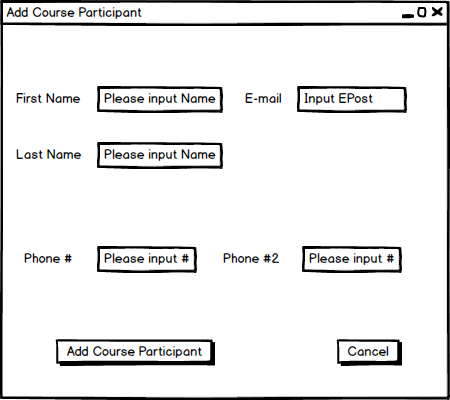 Add Course Participant
First Name Please input Name E-mail Input EPost
Last Name Please input Name
Phone # Please input # Phone #2 Please input #
Add Course Participant Cancel